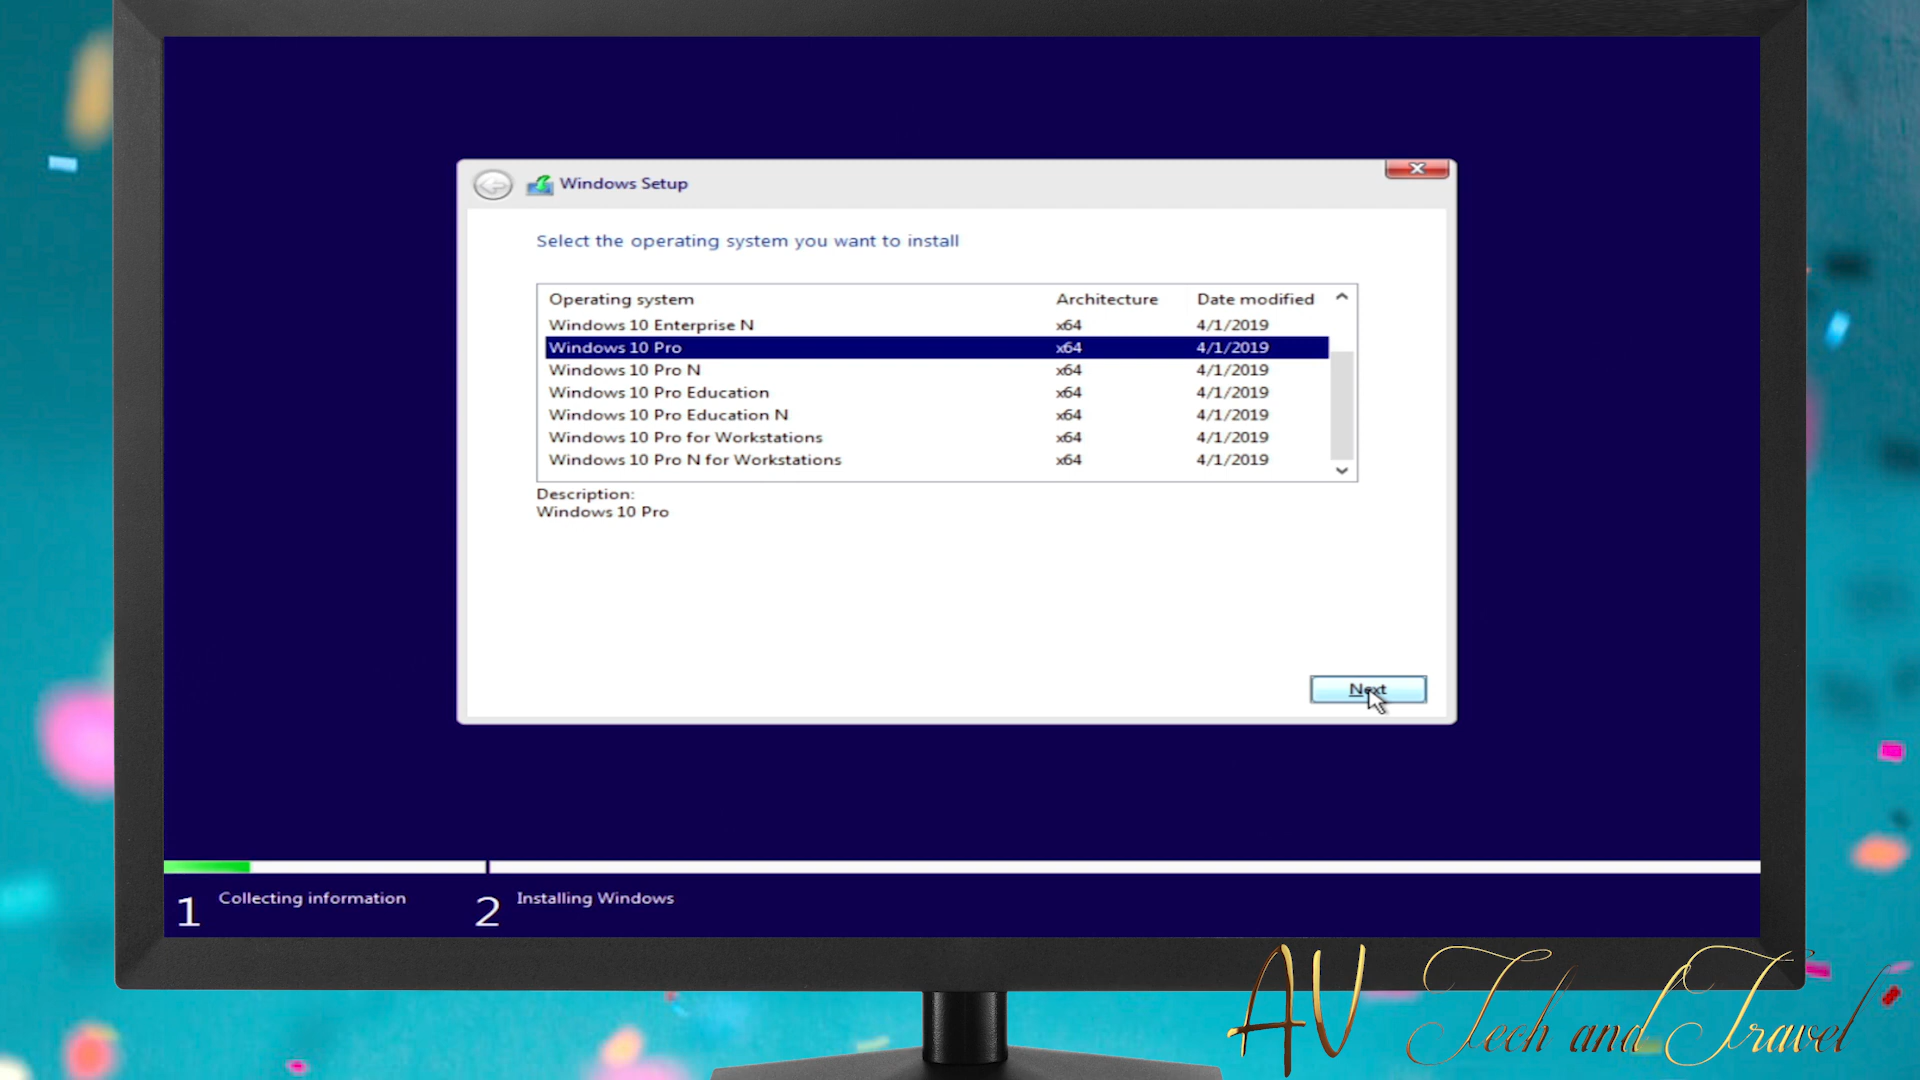 Windows Setup
Select the operating system you want to install
Operating system Architecture Date modified
Windows 10 Enterprise N x64 4/1/2019
Windows 10 Pro x64 4/1/2019
Windows 10 Pro N x64 4/1/2019
Windows 10 Pro Education x64 4/1/2019
Windows 10 Pro Education N x64 4/1/2019
Windows 10 Pro for Workstations x64 4/1/2019
Windows 10 Pro N for Workstations x64 4/1/2019
Description:
Windows 10 Pro
Next
1 Collecting information 2 Installing Windows
AV Tech and Travel